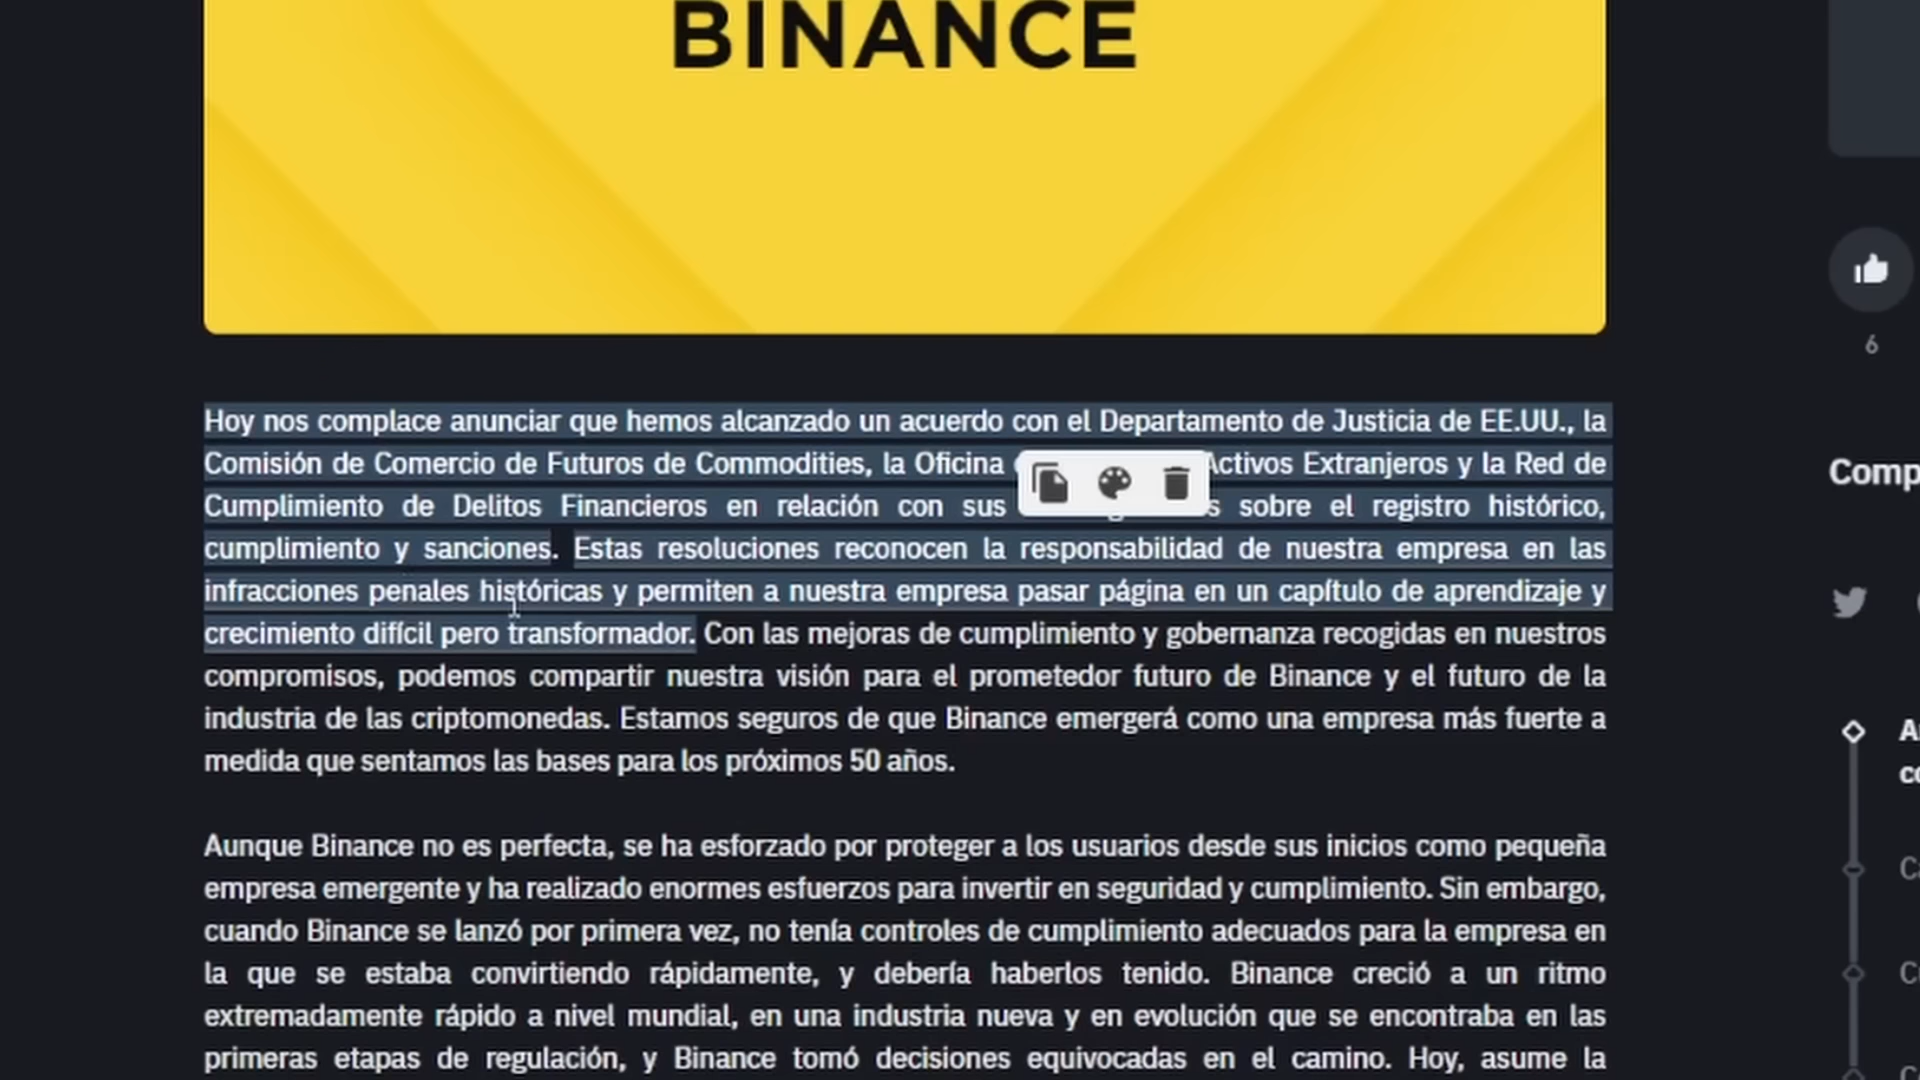 BINANCE
6
Hoy nos complace anunciar que hemos alcanzado un acuerdo con el Departamento de Justicia de EE.UU., la
Comisión de Comercio de Futuros de Commodities, la Oficina Activos Extranjeros y la Red de
Cumplimiento de Delitos Financieros en relación con sus sobre el registro histórico,
cumplimiento y sanciones. Estas resoluciones reconocen la responsabilidad de nuestra empresa en las
infracciones penales históricas y permiten a nuestra empresa pasar página en un capítulo de aprendizaje y
crecimiento difícil pero transformador. Con las mejoras de cumplimiento y gobernanza recogidas en nuestros
compromisos, podemos compartir nuestra visión para el prometedor futuro de Binance y el futuro de la
industria de las criptomonedas. Estamos seguros de que Binance emergerá como una empresa más fuerte a
medida que sentamos las bases para los próximos 50 años.
Aunque Binance no es perfecta, se ha esforzado por proteger a los usuarios desde sus inicios como pequeña
empresa emergente y ha realizado enormes esfuerzos para invertir en seguridad y cumplimiento. Sin embargo,
cuando Binance se lanzó por primera vez, no tenía controles de cumplimiento adecuados para la empresa en
la que se estaba convirtiendo rápidamente, y debería haberlos tenido. Binance creció a un ritmo
extremadamente rápido a nivel mundial, en una industria nueva y en evolución que se encontraba en las
primeras etapas de regulación, y Binance tomó decisiones equivocadas en el camino. Hoy, asume la
Comp